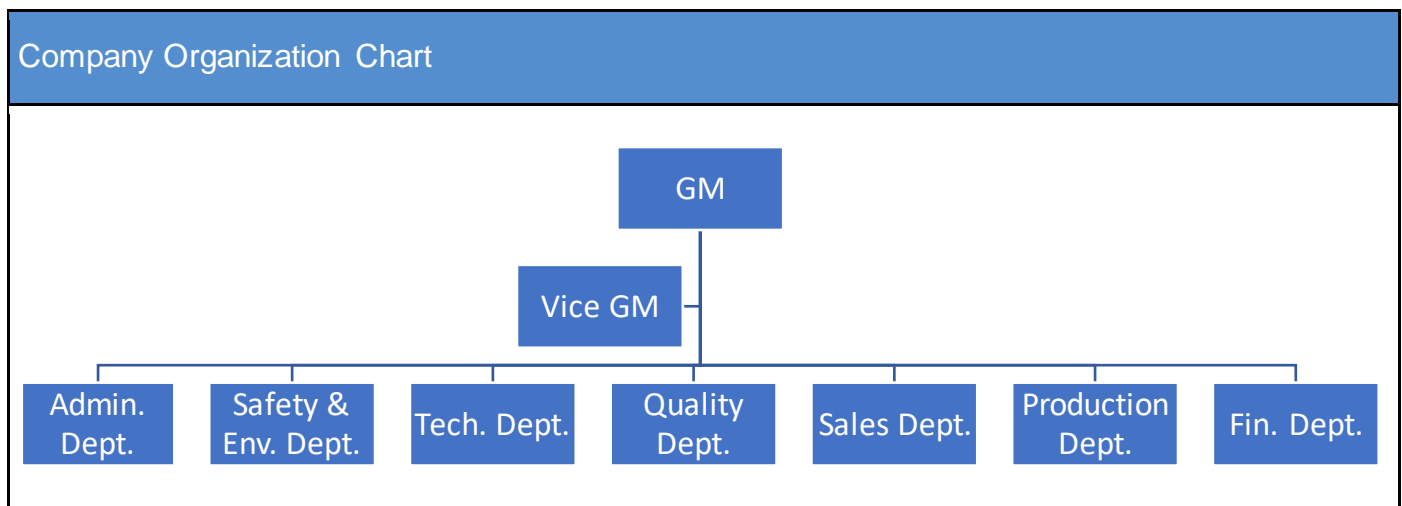 Company Organization Chart
GM
Vice GM
Admin.
Dept.
Safety &
Env. Dept.
Tech. Dept.
Quality
Dept.
Sales Dept.
Production
Dept.
Fin. Dept.